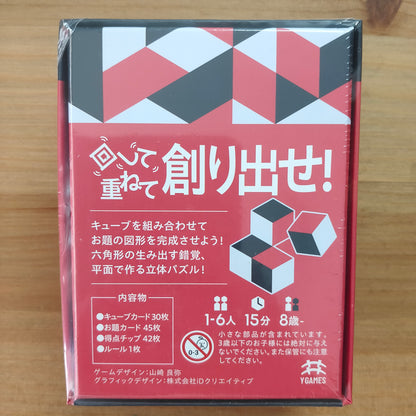 回して
重ねて
創り出せ!
キューブを組み合わせて
お題の図形を完成させよう!
六角形の生み出す錯覚、
平面で作る立体パズル!
内容物
●キューブカード 30枚
●お題カード 45枚
●得点チップ 42枚
●ルール 1枚
1-6人 15分 8歳-
0-3
小さな部品が含まれています。
3歳以下のお子様には絶対に与え
ないでください。また保管にも注意
してください。
YGAMES
ゲームデザイン:山崎 良弥
グラフィックデザイン:株式会社iDクリエイティブ